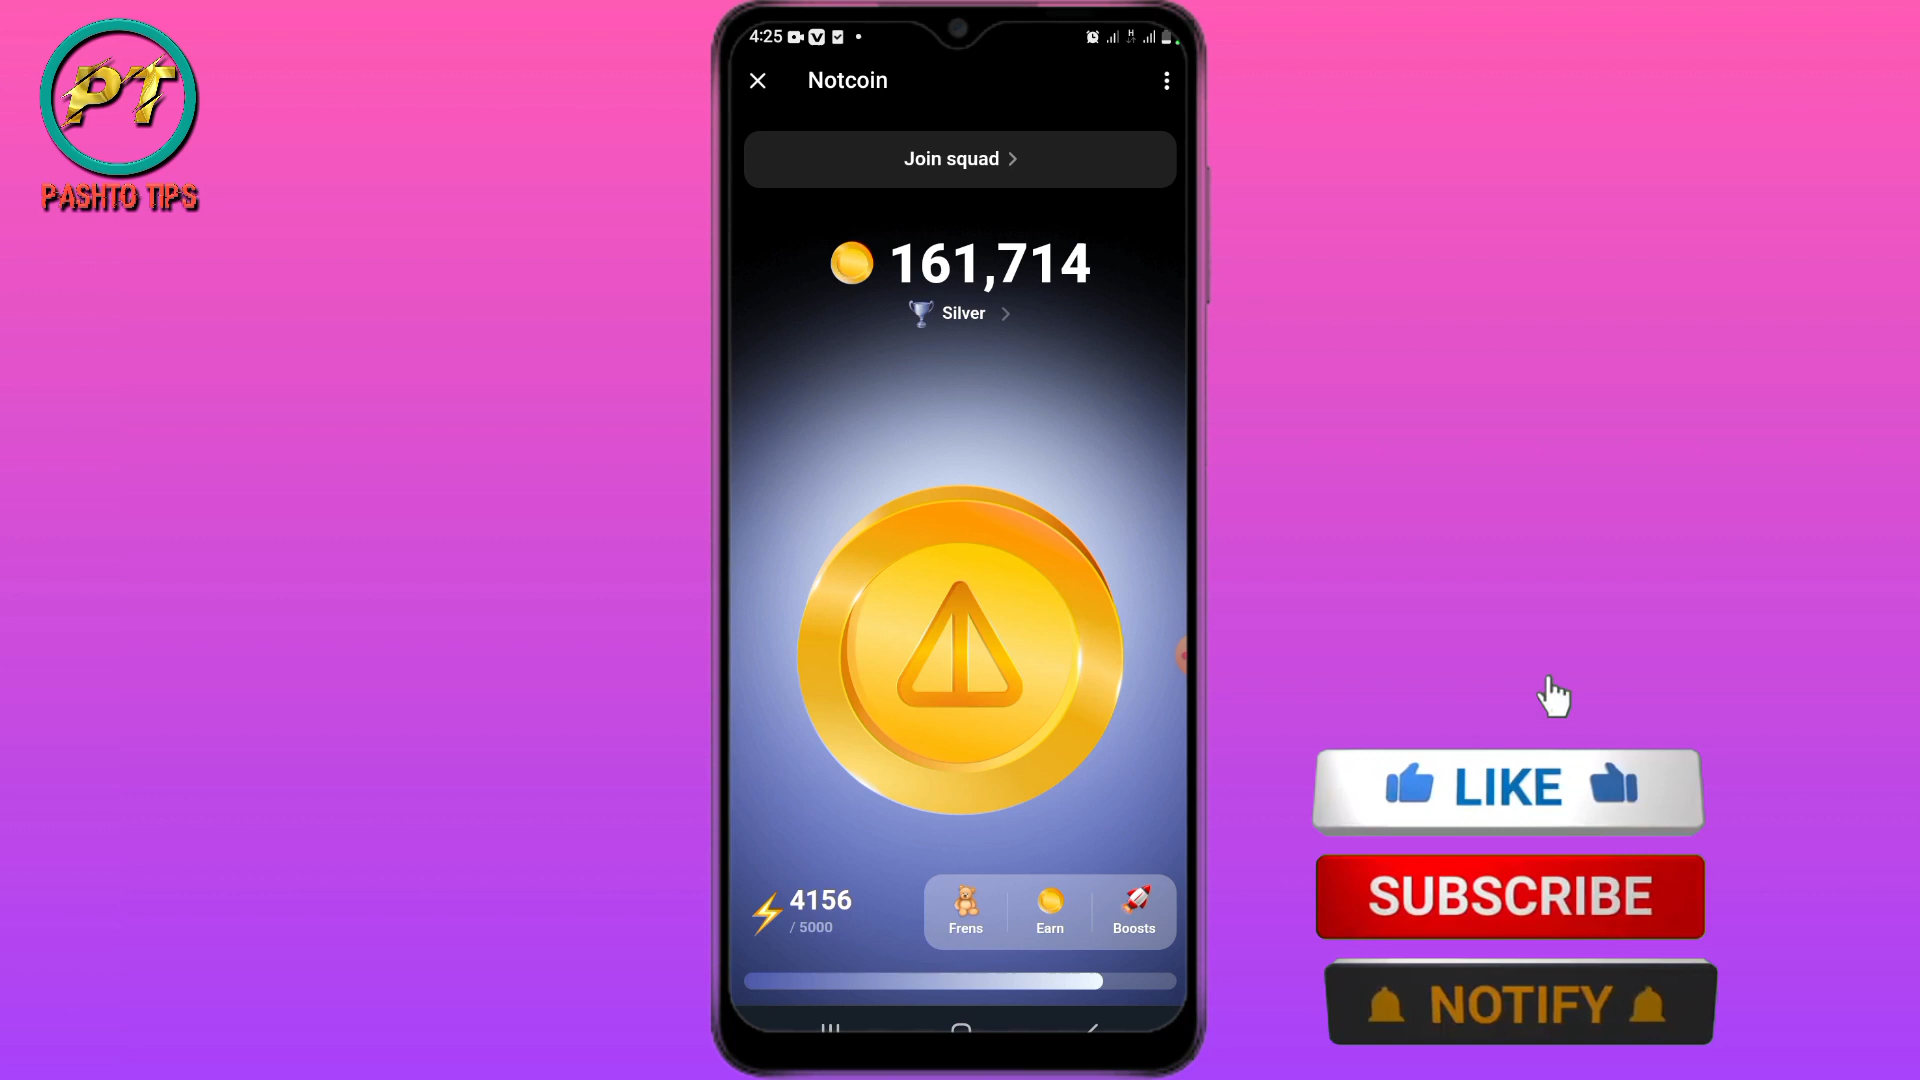 PT
PASHTO TIPS
4:25
Notcoin
Join squad
161,714
Silver
4156
/ 5000
Frens
Earn
Boosts
LIKE
SUBSCRIBE
NOTIFY